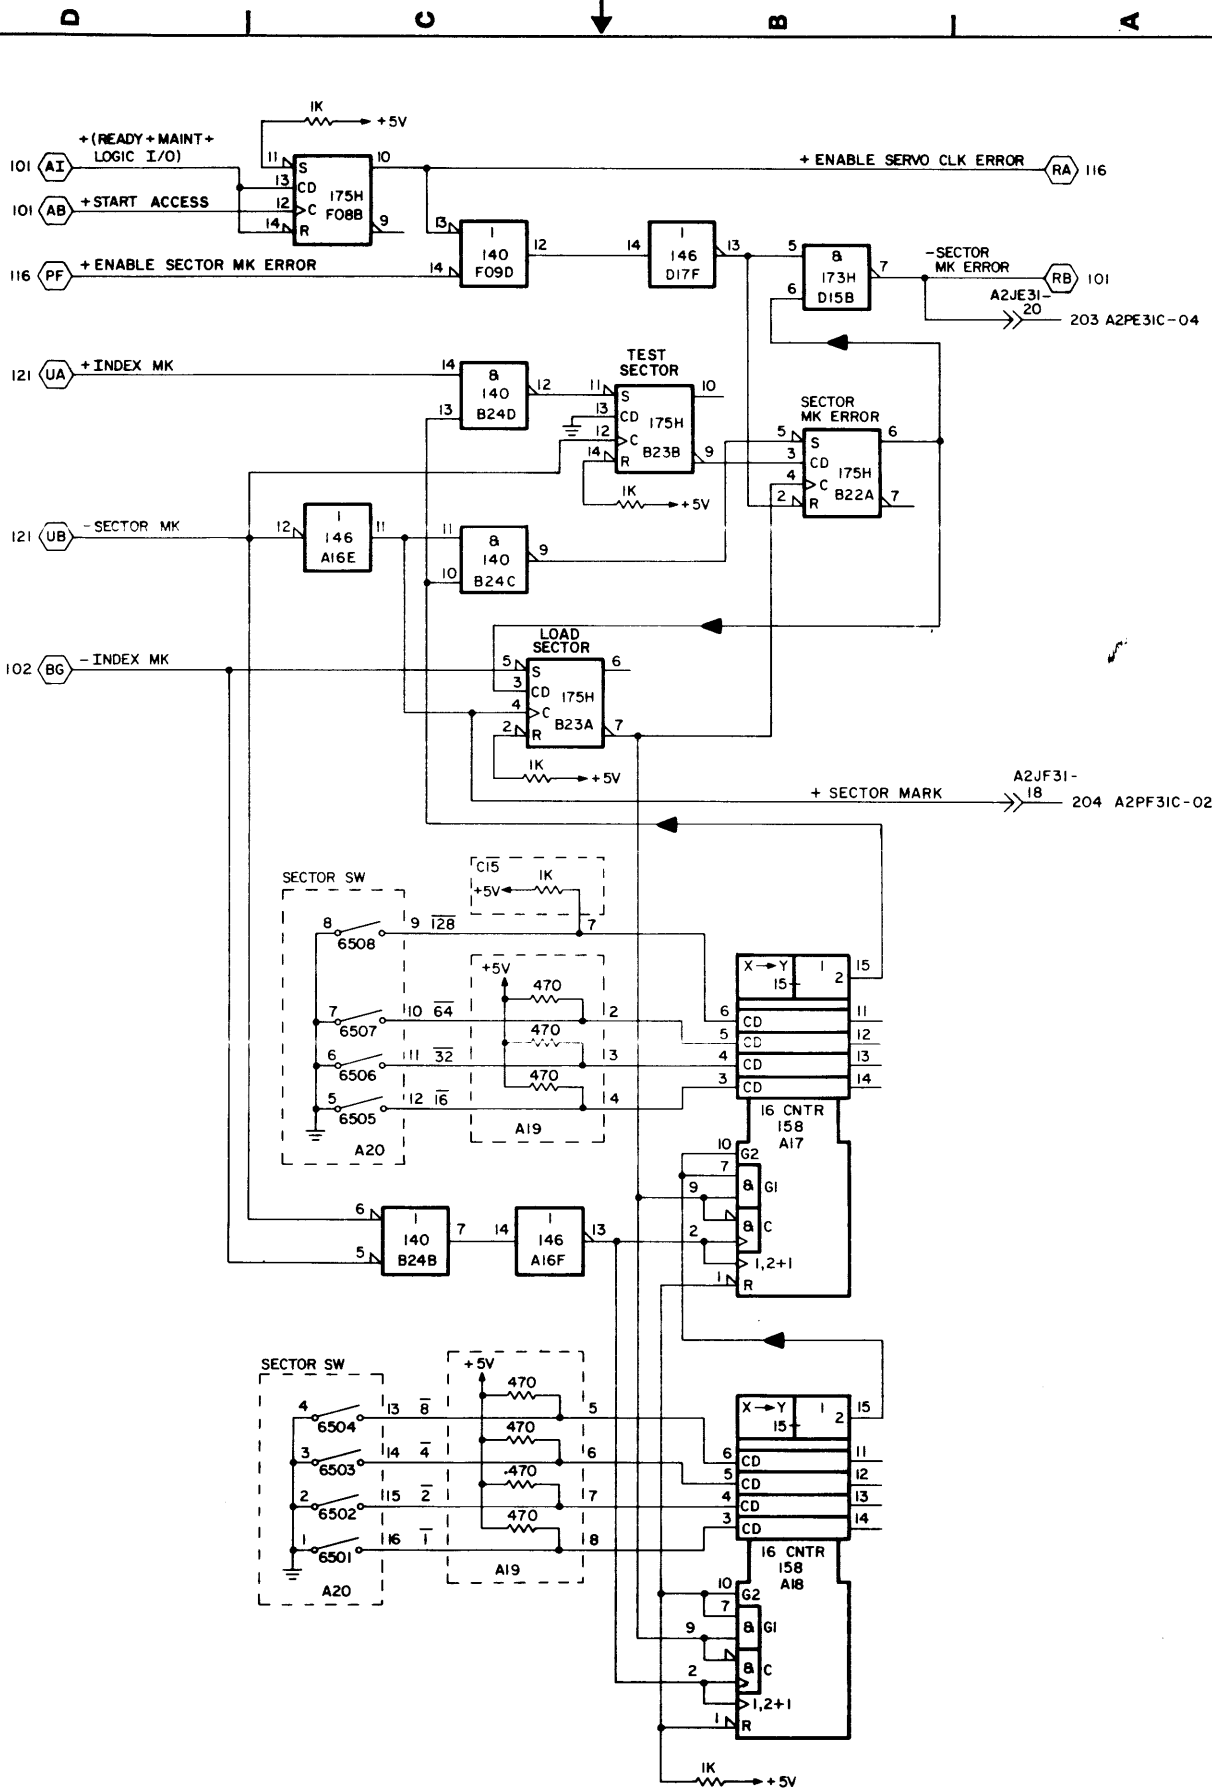 D C B A
1K
+5V
+(READY+MAINT+
LOGIC I/O)
101 AI
11 S 10
13 CD
175H
12 C
F08B
14 R 9
+ ENABLE SERVO CLK ERROR RA 116
101 AB +START ACCESS
116 PF + ENABLE SECTOR MK ERROR
13 1 12
140
14 F09D
14 1 13
146
D17F
5 & 7
173H
6 D15B
-SECTOR
MK ERROR
RB 101
A2JE31-
20
203 A2PE31C-04
121 UA + INDEX MK
14 & 12
140
13 B24D
TEST
SECTOR
11 S 10
13 CD
175H
12 C
B23B
14 R 9
1K
+5V
SECTOR
MK ERROR
5 S 6
3 CD
175H
4 C
B22A
2 R 7
121 UB -SECTOR MK
12 1 11
146
A16E
11 & 9
140
10 B24C
102 BG -INDEX MK
LOAD
SECTOR
5 S 6
3 CD
175H
4 C
B23A
2 R 7
1K
+5V
+ SECTOR MARK
A2JF31-
18
204 A2PF31C-02
SECTOR SW
C15
1K
+5V
7
8 6508 9 128
+5V
470
7 6507 10 64 2
470
6 6506 11 32 3
470
5 6505 12 16 4
A20
A19
X→Y 1 15
15 2
6 CD 11
5 CD 12
4 CD 13
3 CD 14
16 CNTR
158
A17
10 G2
7
9 & G1
2 & C
1,2+1
1 R
6 1 7
140
5 B24B
14 1 13
146
A16F
SECTOR SW
+5V
470
4 6504 13 8 5
470
3 6503 14 4 6
470
2 6502 15 2 7
470
1 6501 16 1 8
A20
A19
X→Y 1 15
15 2
6 CD 11
5 CD 12
4 CD 13
3 CD 14
16 CNTR
158
A18
10 G2
7
9 & G1
2 & C
1,2+1
1 R
1K
+5V